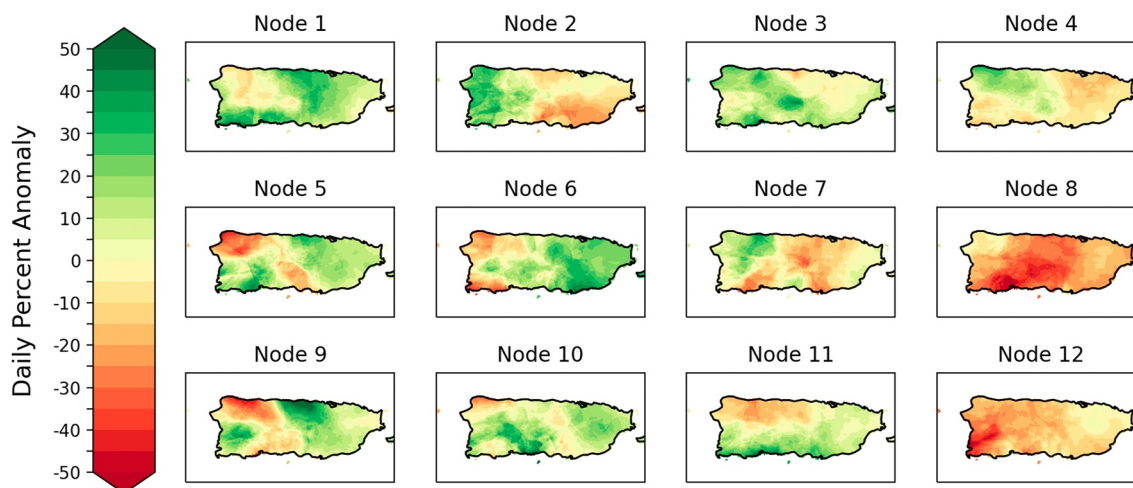 Daily Percent Anomaly
50
40
30
20
10
0
-10
-20
-30
-40
-50
Node 1
Node 2
Node 3
Node 4
Node 5
Node 6
Node 7
Node 8
Node 9
Node 10
Node 11
Node 12